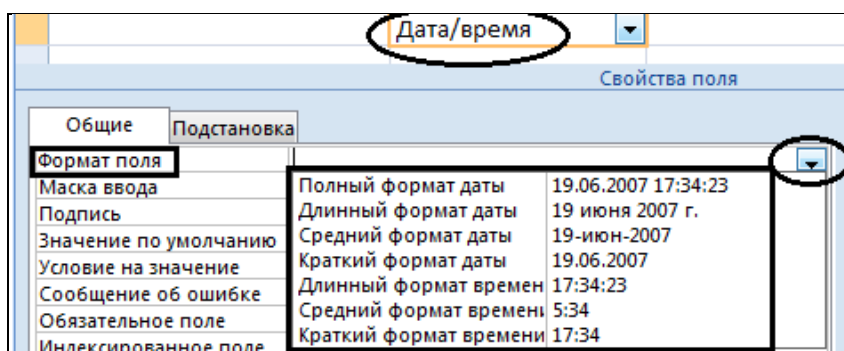 Дата/время
Свойства поля
Общие Подстановка
Формат поля
Маска ввода
Подпись
Значение по умолчанию
Условие на значение
Сообщение об ошибке
Обязательное поле
Индексированное поле
Полный формат даты 19.06.2007 17:34:23
Длинный формат даты 19 июня 2007 г.
Средний формат даты 19-июн-2007
Краткий формат даты 19.06.2007
Длинный формат времен 17:34:23
Средний формат времени 5:34
Краткий формат времени 17:34